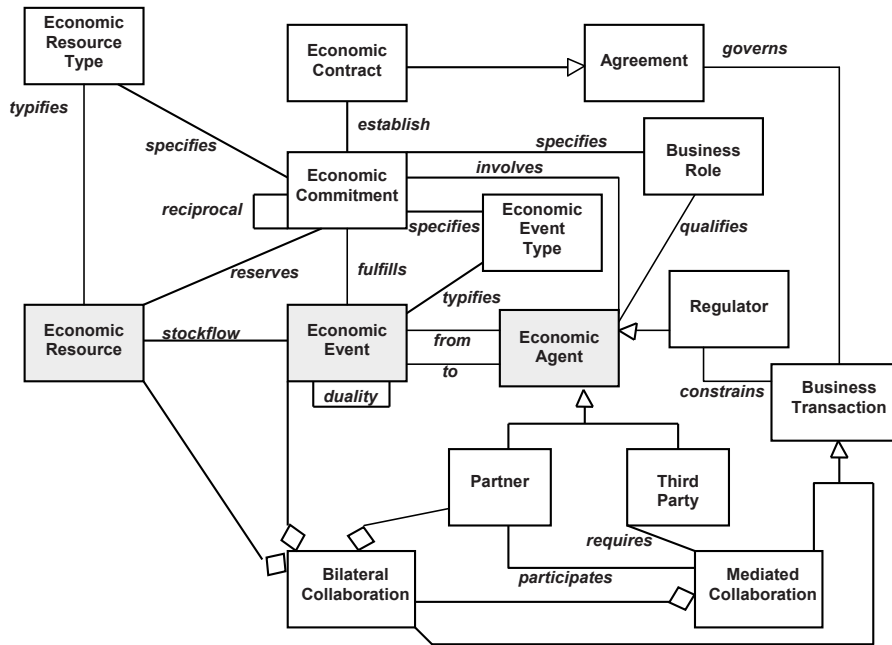 Economic
Resource
Type
Economic
Contract
Agreement
governs
typifies
establish
specifies
specifies
Economic
Commitment
involves
Business
Role
reciprocal
specifies
Economic
Event
Type
qualifies
reserves
fulfills
typifies
Regulator
Economic
Resource
stockflow
Economic
Event
from
to
Economic
Agent
constrains
Business
Transaction
duality
Partner
Third
Party
requires
participates
Bilateral
Collaboration
Mediated
Collaboration